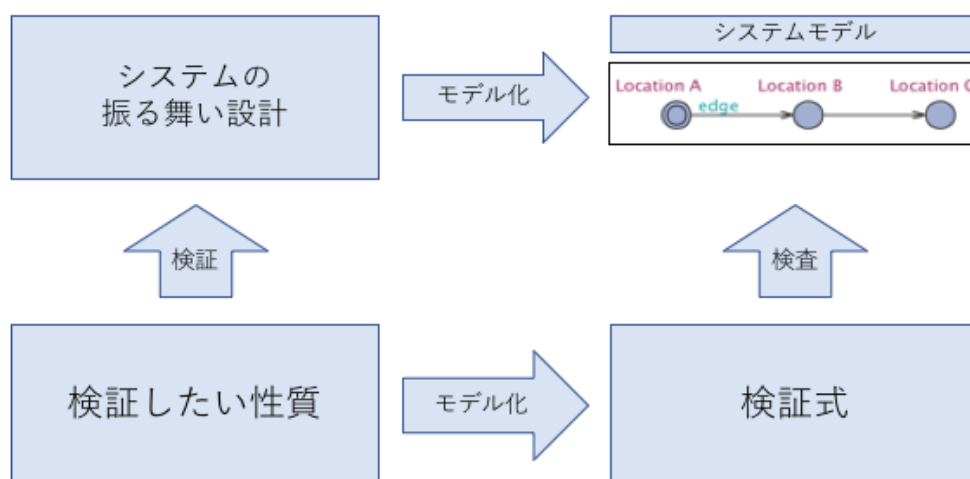 システムの
振る舞い設計
モデル化
システムモデル
Location A
Location B
Location C
edge
検証
検査
検証したい性質
モデル化
検証式